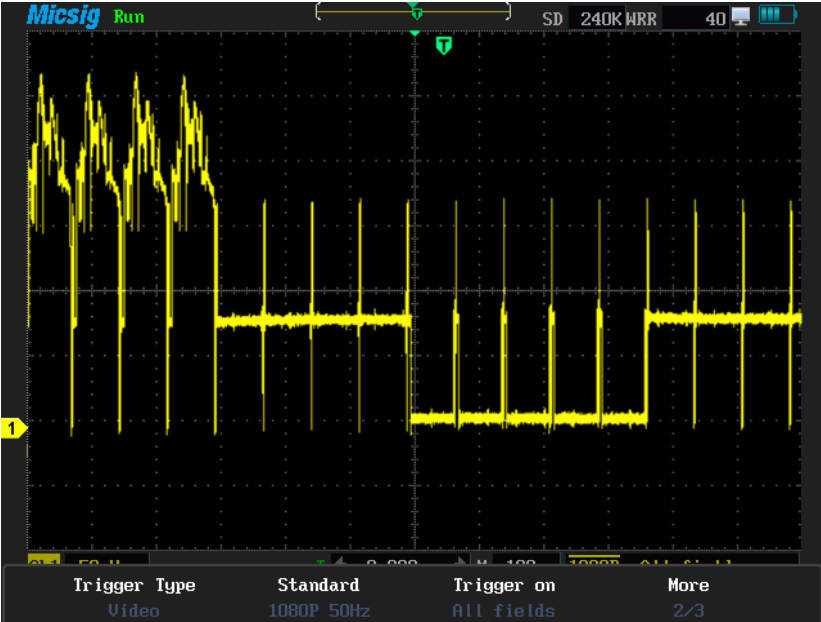 Micsig Run SD 240K WRR 40
T
T
1
Trigger Type Standard Trigger on More
Video 1080P 50Hz All fields 2/3